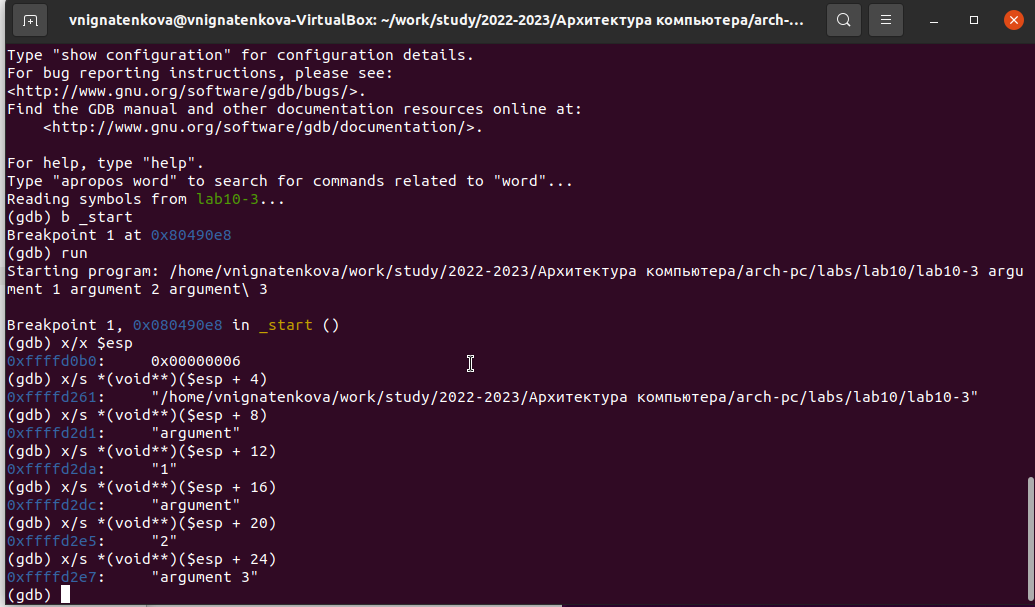 vnignatenkova@vnignatenkova-VirtualBox: ~/work/study/2022-2023/Архитектура компьютера/arch-...
Type "show configuration" for configuration details.
For bug reporting instructions, please see:
<http://www.gnu.org/software/gdb/bugs/>.
Find the GDB manual and other documentation resources online at:
    <http://www.gnu.org/software/gdb/documentation/>.
For help, type "help".
Type "apropos word" to search for commands related to "word"...
Reading symbols from lab10-3...
(gdb) b _start
Breakpoint 1 at 0x80490e8
(gdb) run
Starting program: /home/vnignatenkova/work/study/2022-2023/Архитектура компьютера/arch-pc/labs/lab10/lab10-3 argu
ment 1 argument 2 argument\ 3
Breakpoint 1, 0x080490e8 in _start ()
(gdb) x/x $esp
0xffffd0b0:     0x00000006
(gdb) x/s *(void**)($esp + 4)
0xffffd261:     "/home/vnignatenkova/work/study/2022-2023/Архитектура компьютера/arch-pc/labs/lab10/lab10-3"
(gdb) x/s *(void**)($esp + 8)
0xffffd2d1:     "argument"
(gdb) x/s *(void**)($esp + 12)
0xffffd2da:     "1"
(gdb) x/s *(void**)($esp + 16)
0xffffd2dc:     "argument"
(gdb) x/s *(void**)($esp + 20)
0xffffd2e5:     "2"
(gdb) x/s *(void**)($esp + 24)
0xffffd2e7:     "argument 3"
(gdb)